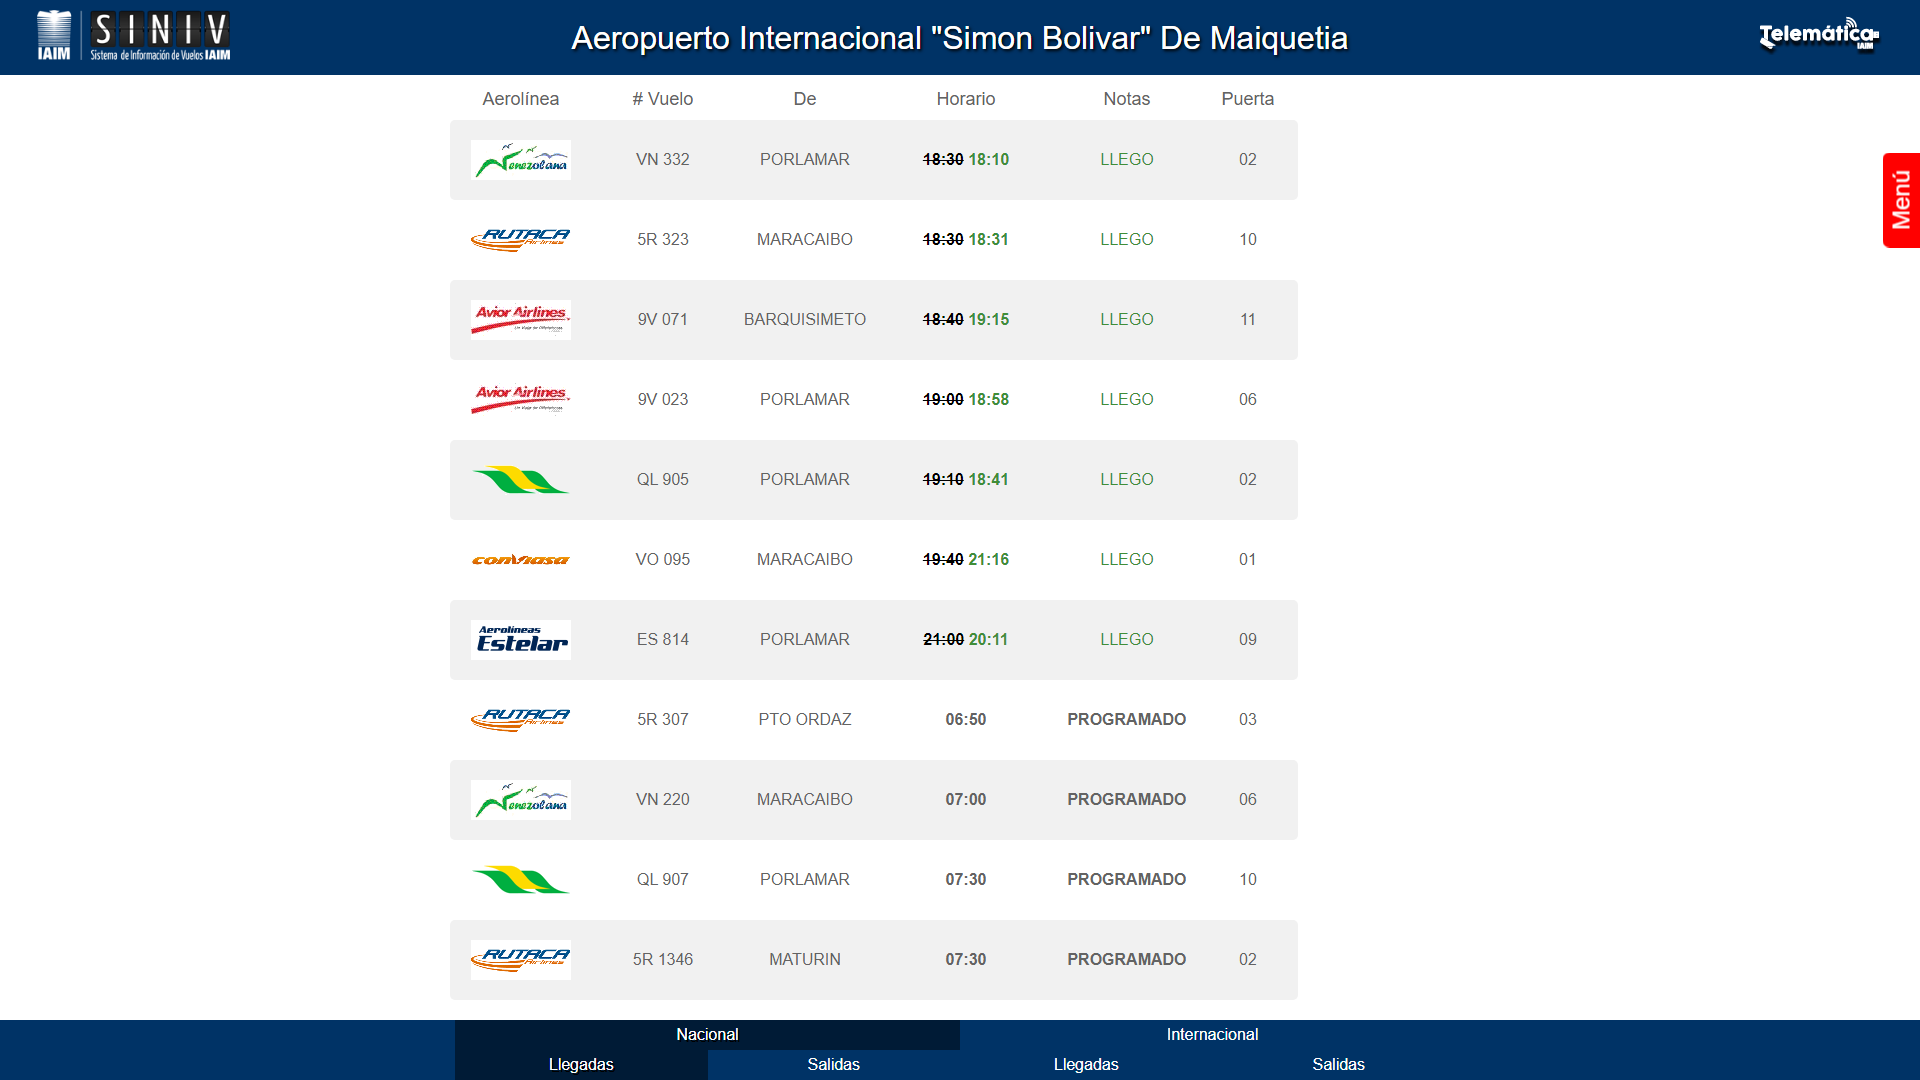 IAIM SINIV
Sistema de Información de Vuelos IAIM
Aeropuerto Internacional "Simon Bolivar" De Maiquetia
Telemática
IAIM
Menú
Aerolínea # Vuelo De Horario Notas Puerta
Venezolana VN 332 PORLAMAR 18:30 18:10 LLEGO 02
RUTACA Airlines 5R 323 MARACAIBO 18:30 18:31 LLEGO 10
Avior Airlines 9V 071 BARQUISIMETO 18:40 19:15 LLEGO 11
Avior Airlines 9V 023 PORLAMAR 19:00 18:58 LLEGO 06
QL 905 PORLAMAR 19:10 18:41 LLEGO 02
conviasa VO 095 MARACAIBO 19:40 21:16 LLEGO 01
Aerolineas Estelar ES 814 PORLAMAR 21:00 20:11 LLEGO 09
RUTACA Airlines 5R 307 PTO ORDAZ 06:50 PROGRAMADO 03
Venezolana VN 220 MARACAIBO 07:00 PROGRAMADO 06
QL 907 PORLAMAR 07:30 PROGRAMADO 10
RUTACA Airlines 5R 1346 MATURIN 07:30 PROGRAMADO 02
Nacional Internacional
Llegadas Salidas Llegadas Salidas